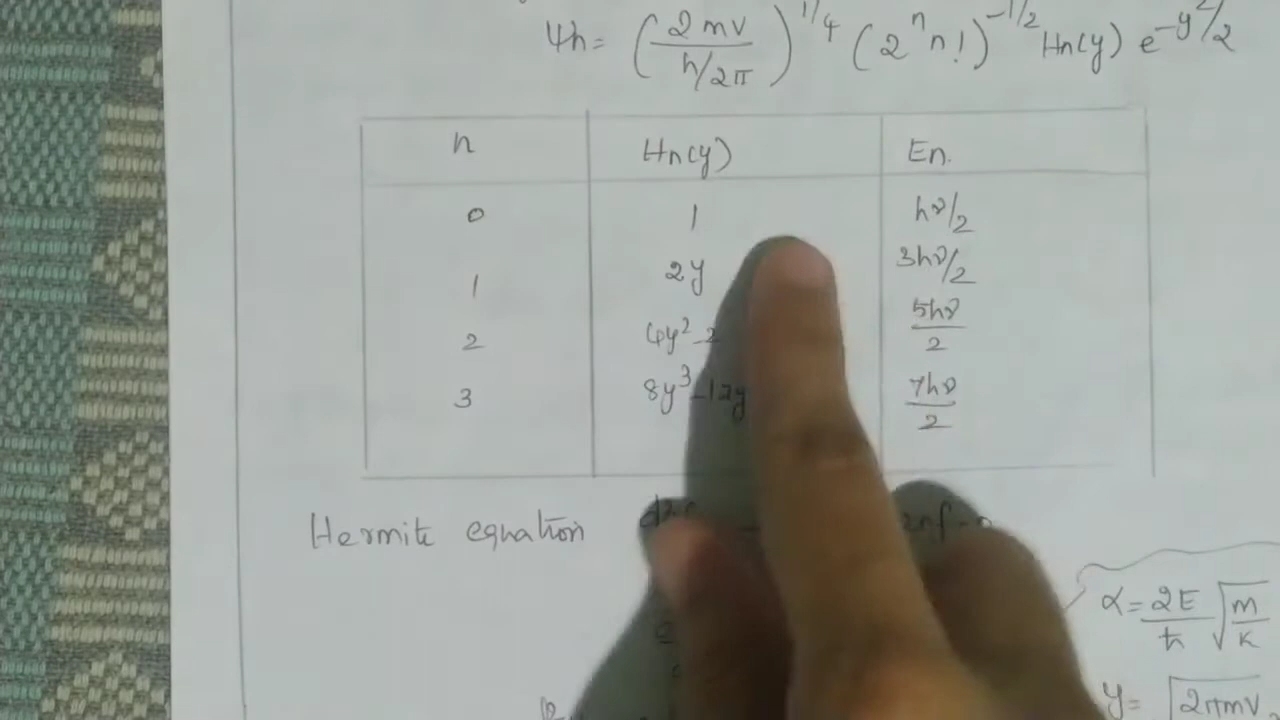 Ψn = (2mν / h/2π)^1/4 (2^n n!)^-1/2 Hn(y) e^-y²/2
n Hn(y) En.
0 1 hν/2
1 2y 3hν/2
2 4y²-2 5hν/2
3 8y³-12y 7hν/2
Hermite equation
α = 2E/ħ √m/k
y = √2πmν